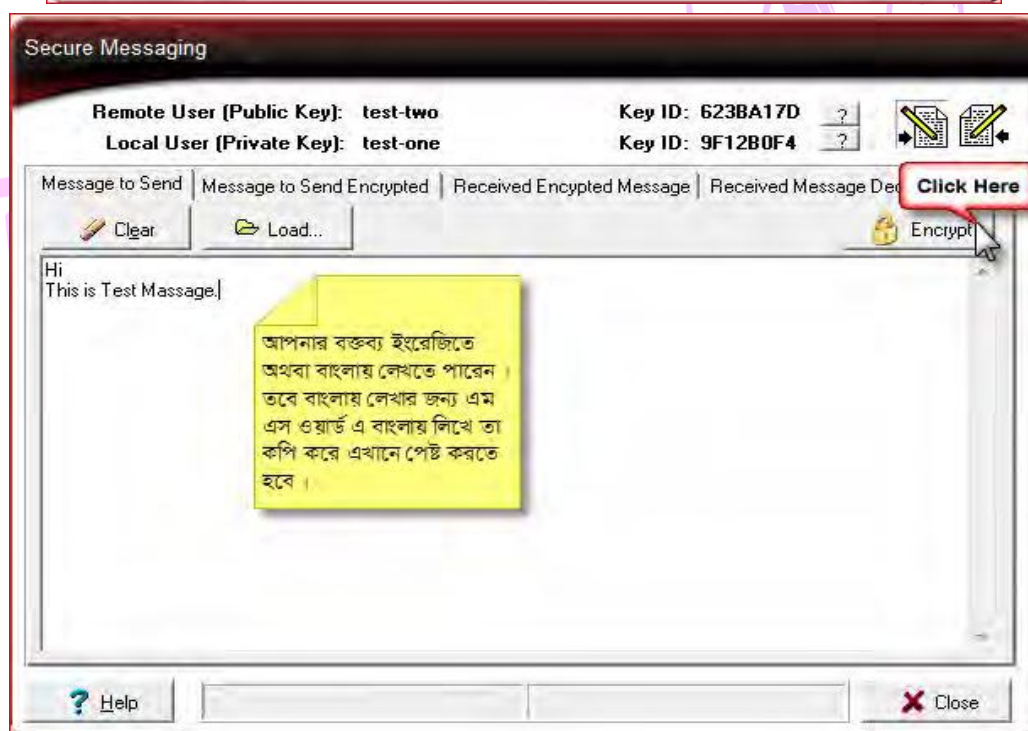 Secure Messaging
Remote User (Public Key): test-two Key ID: 623BA17D ?
Local User (Private Key): test-one Key ID: 9F12B0F4 ?
Message to Send Message to Send Encrypted Received Encypted Message Received Message
Click Here
Clear Load... Encrypt
Hi
This is Test Massage.
আপনার বক্তব্য ইংরেজিতে
অথবা বাংলায় লেখতে পারেন ।
তবে বাংলায় লেখার জন্য এম
এস ওয়ার্ড এ বাংলায় লিখে তা
কপি করে এখানে পেষ্ট করতে
হবে ।
? Help Close